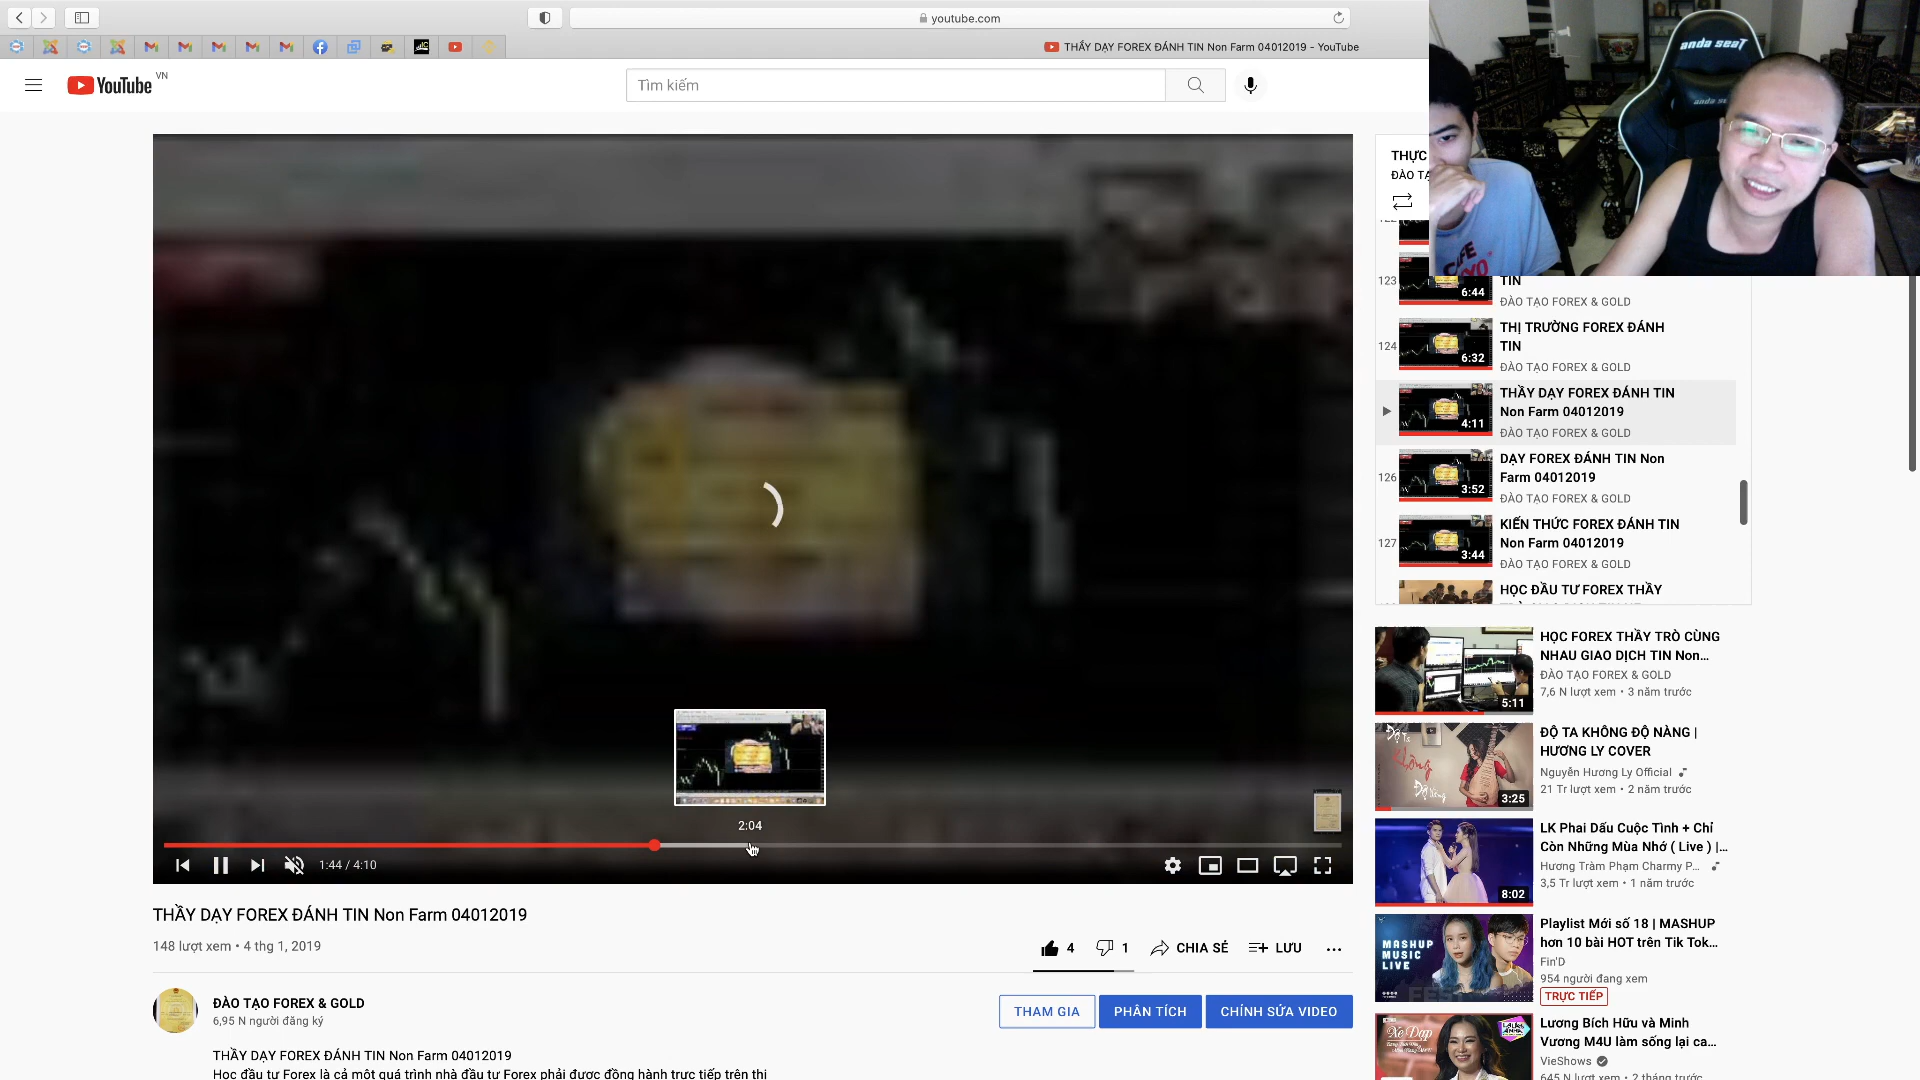 youtube.com
THẦY DẠY FOREX ĐÁNH TIN Non Farm 04012019 - YouTube
YouTube
VN
Tìm kiếm
anda seaT
THỰC
ĐÀO TẠ
CAFE
123
6:44
TIN
ĐÀO TẠO FOREX & GOLD
124
6:32
THỊ TRƯỜNG FOREX ĐÁNH
TIN
ĐÀO TẠO FOREX & GOLD
4:11
THẦY DẠY FOREX ĐÁNH TIN
Non Farm 04012019
ĐÀO TẠO FOREX & GOLD
126
3:52
DẠY FOREX ĐÁNH TIN Non
Farm 04012019
ĐÀO TẠO FOREX & GOLD
127
3:44
KIẾN THỨC FOREX ĐÁNH TIN
Non Farm 04012019
ĐÀO TẠO FOREX & GOLD
HỌC ĐẦU TƯ FOREX THẦY
2:04
1:44 / 4:10
THẦY DẠY FOREX ĐÁNH TIN Non Farm 04012019
148 lượt xem • 4 thg 1, 2019
4
1
CHIA SẺ
LƯU
ĐÀO TẠO FOREX & GOLD
6,95 N người đăng ký
THAM GIA
PHÂN TÍCH
CHỈNH SỬA VIDEO
THẦY DẠY FOREX ĐÁNH TIN Non Farm 04012019
Học đầu tư Forex là cả một quá trình nhà đầu tư Forex phải được đồng hành trực tiếp trên thị
5:11
HỌC FOREX THẦY TRÒ CÙNG
NHAU GIAO DỊCH TIN Non...
ĐÀO TẠO FOREX & GOLD
7,6 N lượt xem • 3 năm trước
Độ Ta
Không
Độ Nàng
3:25
ĐỘ TA KHÔNG ĐỘ NÀNG |
HƯƠNG LY COVER
Nguyễn Hương Ly Official
21 Tr lượt xem • 2 năm trước
8:02
LK Phai Dấu Cuộc Tình + Chỉ
Còn Những Mùa Nhớ ( Live ) |...
Hương Tràm Phạm Charmy P...
3,5 Tr lượt xem • 1 năm trước
MASHUP
MUSIC
LIVE
Playlist Mới số 18 | MASHUP
hơn 10 bài HOT trên Tik Tok...
Fin'D
954 người đang xem
TRỰC TIẾP
Xe Đạp
Lương Bích Hữu và Minh
Vương M4U làm sống lại ca...
VieShows
645 N lượt xem • 2 tháng trước